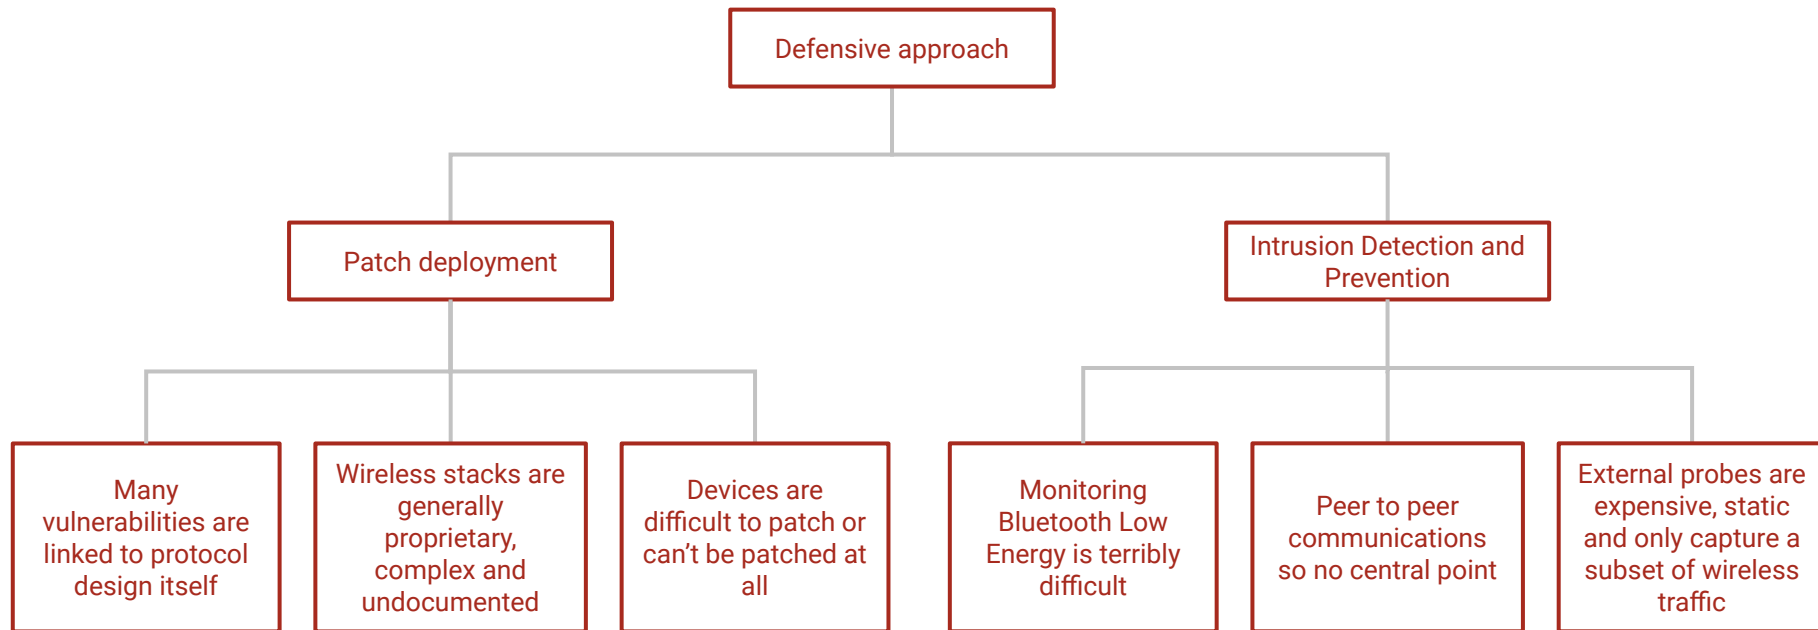 Defensive approach
Patch deployment
Intrusion Detection and
Prevention
Many
vulnerabilities are
linked to protocol
design itself
Wireless stacks are
generally
proprietary,
complex and
undocumented
Devices are
difficult to patch or
can’t be patched at
all
Monitoring
Bluetooth Low
Energy is terribly
difficult
Peer to peer
communications
so no central point
External probes are
expensive, static
and only capture a
subset of wireless
traffic